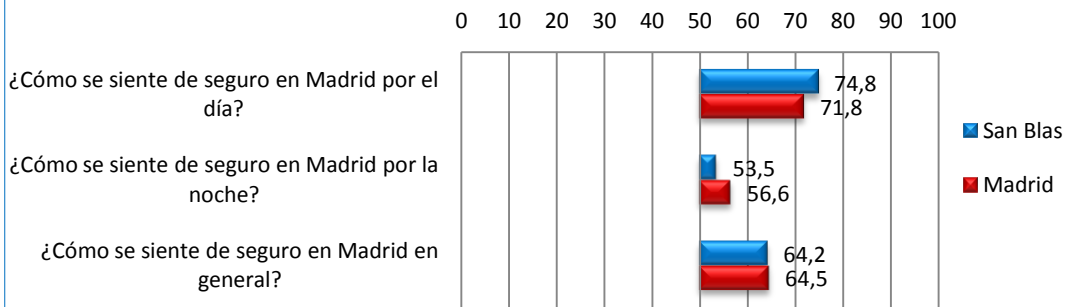 0 10 20 30 40 50 60 70 80 90 100
¿Cómo se siente de seguro en Madrid por el
día?
74,8
71,8
¿Cómo se siente de seguro en Madrid por la
noche?
53,5
56,6
¿Cómo se siente de seguro en Madrid en
general?
64,2
64,5
San Blas
Madrid